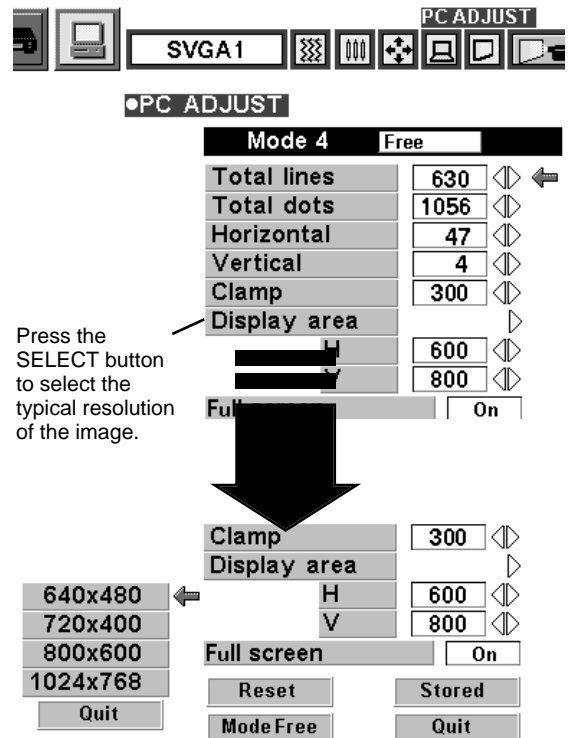 PC ADJUST
SVGA1
●PC ADJUST
Mode 4 Free
Total lines 630
Total dots 1056
Horizontal 47
Vertical 4
Clamp 300
Display area
H 600
800
On
Press the
SELECT button
to select the
typical resolution
of the image.
Clamp 300
Display area
H 600
V 800
Full screen On
640x480
720x400
800x600
1024x768
Quit
Reset Stored
Mode Free Quit